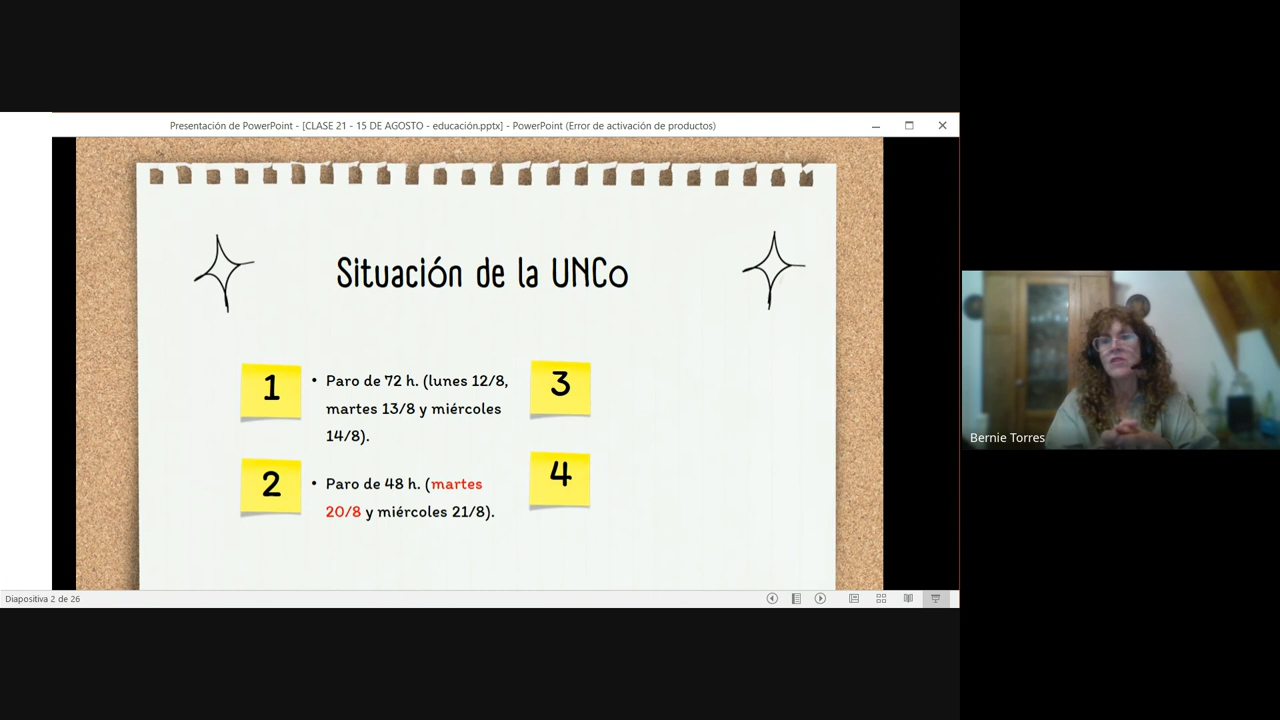 Presentación de PowerPoint - [CLASE 21 - 15 DE AGOSTO - educación.pptx] - PowerPoint (Error de activación de productos)
Situación de la UNCo
1
• Paro de 72 h. (lunes 12/8,
martes 13/8 y miércoles
14/8).
2
• Paro de 48 h. (martes
20/8 y miércoles 21/8).
3
4
Bernie Torres
Diapositiva 2 de 26